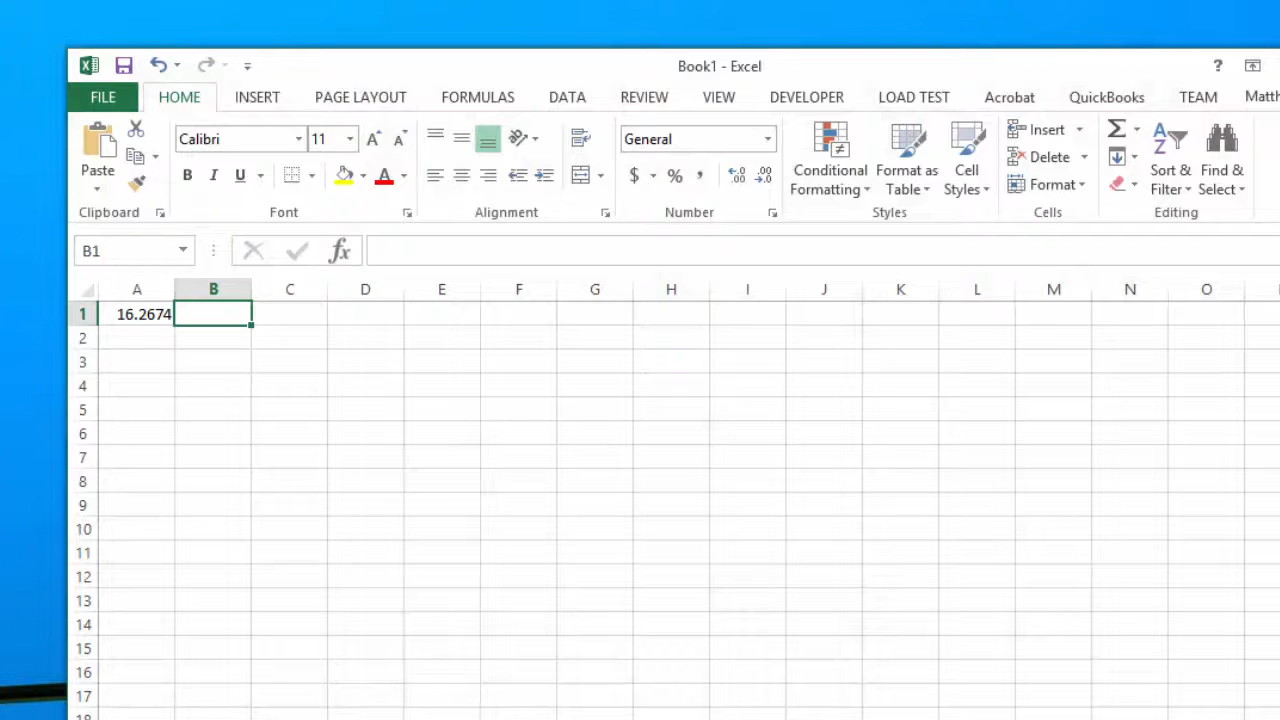 Book1 - Excel
?
FILE HOME INSERT PAGE LAYOUT FORMULAS DATA REVIEW VIEW DEVELOPER LOAD TEST Acrobat QuickBooks TEAM Matth
Calibri 11 General Insert
Paste B I U A $ % Conditional Formatting Format as Table Cell Styles Delete Sort & Filter Find & Select
Format
Clipboard Font Alignment Number Styles Cells Editing
B1 fx
A B C D E F G H I J K L M N O
1 16.2674
2
3
4
5
6
7
8
9
10
11
12
13
14
15
16
17
18